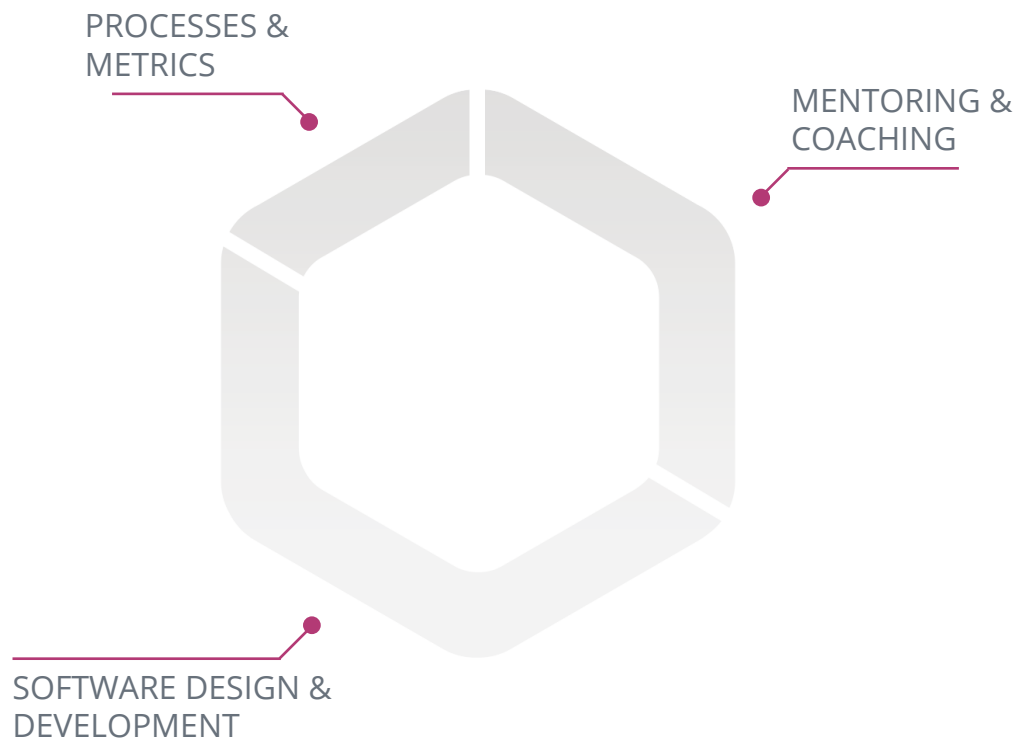 PROCESSES &
METRICS
MENTORING &
COACHING
SOFTWARE DESIGN &
DEVELOPMENT